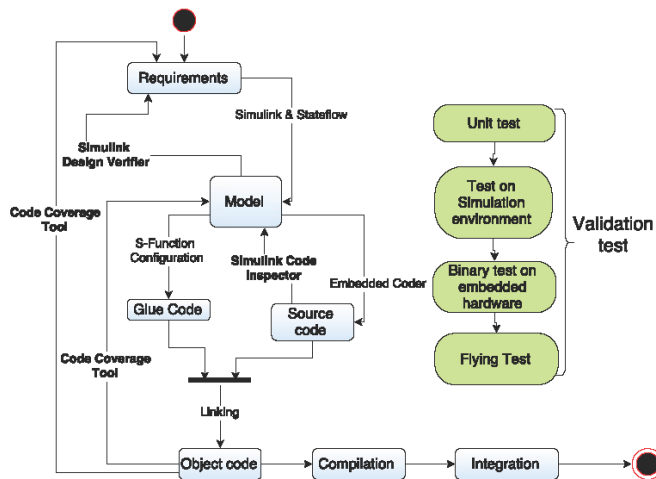 Requirements
Simulink & Stateflow
Simulink
Design Verifier
Code Coverage
Tool
Model
S-Function
Configuration
Simulink Code
Inspector
Embedded Coder
Glue Code
Source
code
Code Coverage
Tool
Linking
Object code
Compilation
Integration
Unit test
Test on
Simulation
environment
Binary test on
embedded
hardware
Flying Test
Validation
test